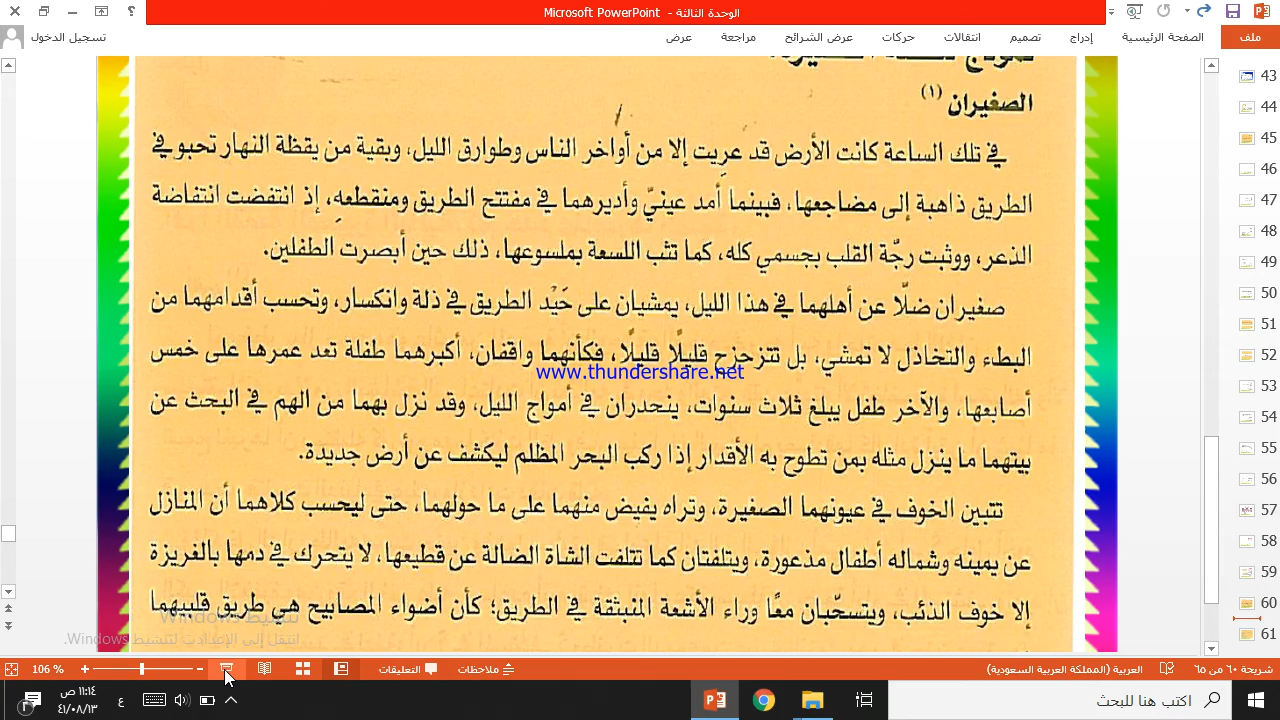 الوحدة الثالثة - Microsoft PowerPoint
ملف الصفحة الرئيسية إدراج تصميم انتقالات حركات عرض الشرائح مراجعة عرض تسجيل الدخول
الصغيران (١)
في تلك الساعة كانت الأرض قد عرِيت إلا من أواخر الناس وطوارق الليل، وبقية من يقظة النهار تحبو في
الطريق ذاهبة إلى مضاجعها، فبينما أمد عينيّ وأديرهما في مفتتح الطريق ومنقطعهِ، إذ انتفضت انتفاضة
الذعر، ووثبت رجّة القلب بجسمي كله، كما تثب اللسعة بملسوعها، ذلك حين أبصرت الطفلين.
صغيران ضلّا عن أهلهما في هذا الليل، يمشيان على حَيْد الطريق في ذلة وانكسار، وتحسب أقدامهما من
البطء والتخاذل لا تمشي، بل تتزحزح قليلًا قليلًا، فكأنهما واقفان، أكبرهما طفلة تعد عمرها على خمس
www.thundershare.net
أصابعها، والآخر طفل يبلغ ثلاث سنوات، ينحدران في أمواج الليل، وقد نزل بهما من الهم في البحث عن
بيتهما ما ينزل مثله بمن تطوح به الأقدار إذا ركب البحر المظلم ليكشف عن أرض جديدة.
تتبين الخوف في عيونهما الصغيرة، وتراه يفيض منهما على ما حولهما، حتى ليحسب كلاهما أن المنازل
عن يمينه وشماله أطفال مذعورة، ويتلفتان كما تتلفت الشاة الضالة عن قطيعها، لا يتحرك في دمها بالغريزة
إلا خوف الذئب، ويتسحّبان معًا وراء الأشعة المنبثقة في الطريق؛ كأن أضواء المصابيح هي طريق قلبيهما
تنشيط Windows
انتقل إلى الإعدادات لتنشيط Windows.
43
44
45
46
47
48
49
50
51
52
53
54
55
56
57
58
59
60
61
شريحة ٦٠ من ٦٥ العربية (المملكة العربية السعودية) ملاحظات التعليقات 106 %
اكتب هنا للبحث
ع
١١:١٤ ص
٤١/٠٨/١٣